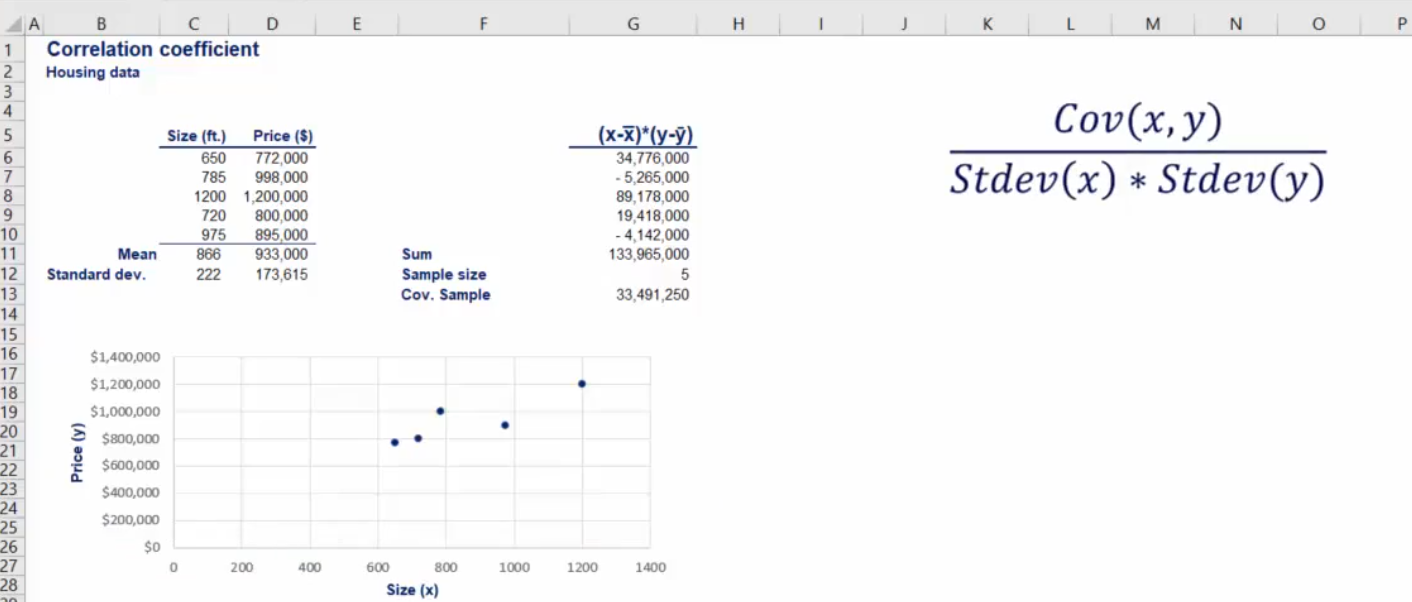 A B C D E F G H I J K L M N O P
1 Correlation coefficient
2 Housing data
3
4
5 Size (ft.) Price ($) (x-x̅)*(y-ȳ)
6 650 772,000 34,776,000
7 785 998,000 - 5,265,000
8 1200 1,200,000 89,178,000
9 720 800,000 19,418,000
10 975 895,000 - 4,142,000
11 Mean 866 933,000 Sum 133,965,000
12 Standard dev. 222 173,615 Sample size 5
13 Cov. Sample 33,491,250
14
15
16
17
18
19
20
21
22
23
24
25
26
27
28
Cov(x, y)
Stdev(x) * Stdev(y)
$1,400,000
$1,200,000
$1,000,000
$800,000
$600,000
$400,000
$200,000
$0
Price (y)
0 200 400 600 800 1000 1200 1400
Size (x)